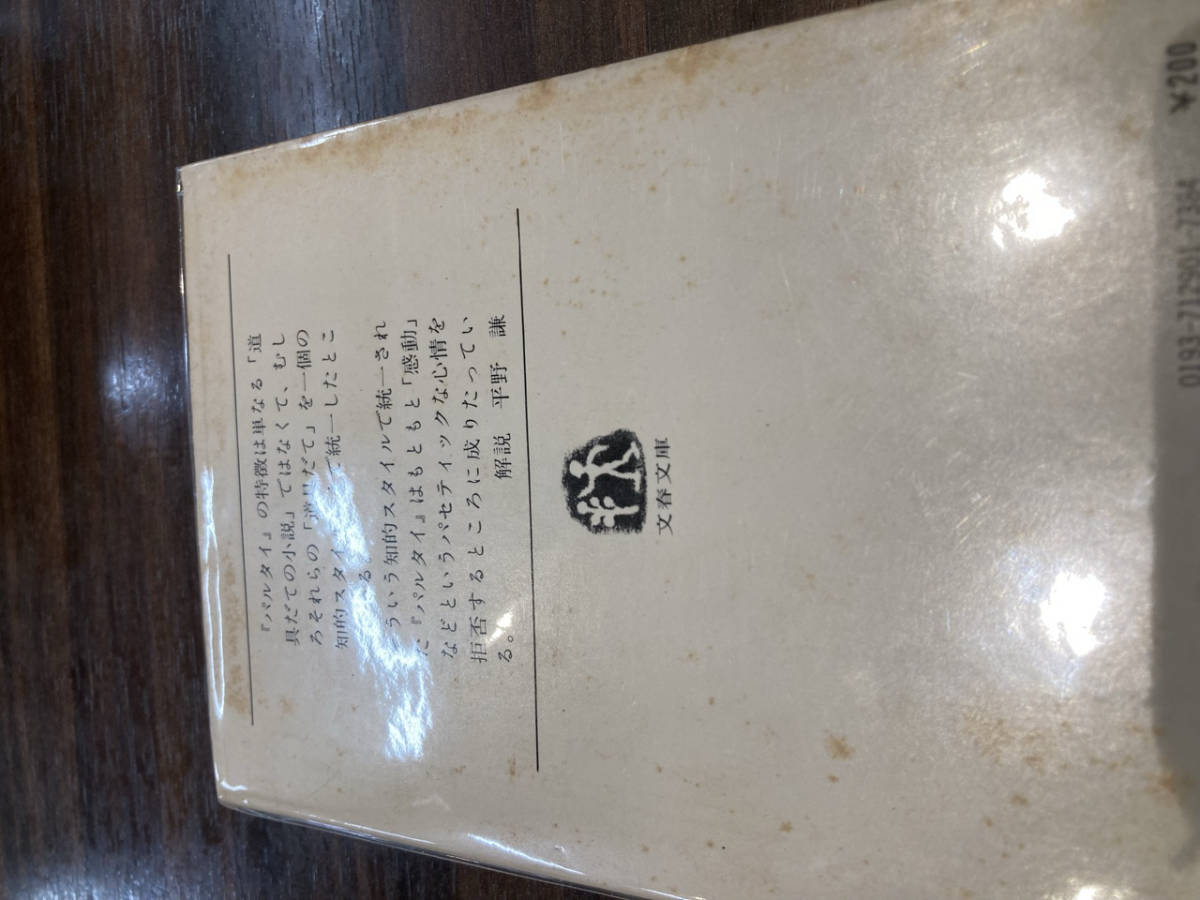 『パルタイ』の特徴は単なる「道
具だての小説」ではなくて、むし
ろそれらの「道具だて」を一個の
知的スタイ で統一したとこ
る
ういう知的スタイルで統一され
た『パルタイ』はもともと「感動」
などというパセティックな心情を
拒否するところに成りたってい
る。 解説 平野 謙
文春文庫
0193-712501-7384 ¥200